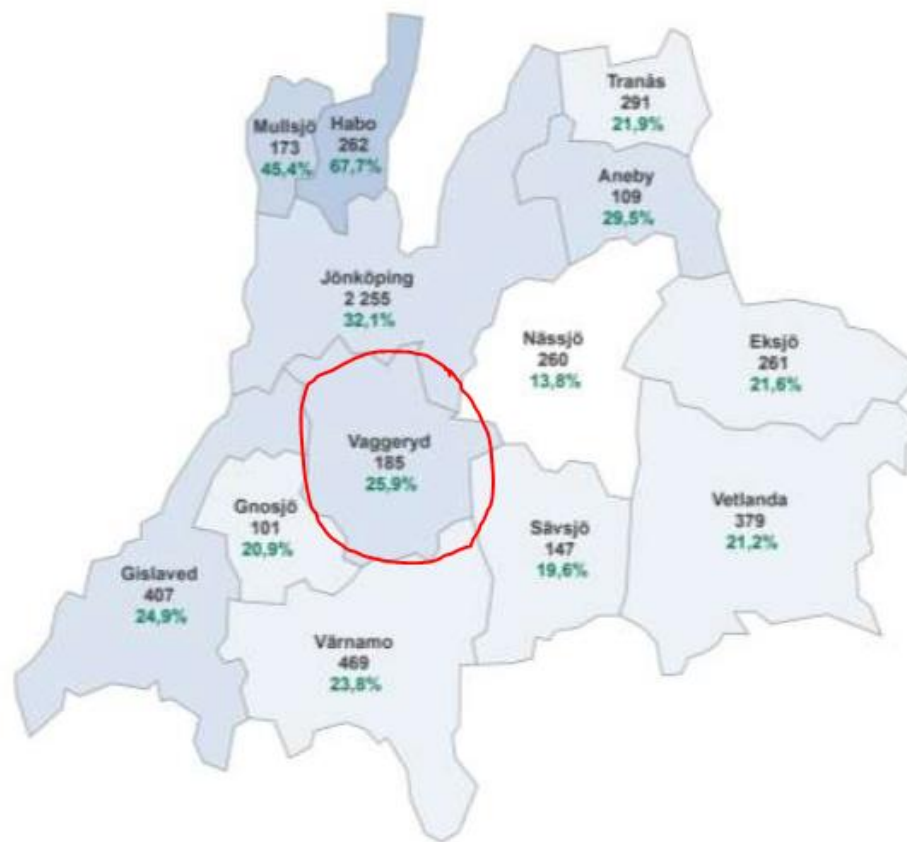 Tranås
291
21,9%
Mullsjö
173
45,4%
Habo
262
67,7%
Aneby
109
29,5%
Jönköping
2 255
32,1%
Nässjö
260
13,8%
Eksjö
261
21,6%
Vaggeryd
185
25,9%
Gnosjö
101
20,9%
Vetlanda
379
21,2%
Sävsjö
147
19,6%
Gislaved
407
24,9%
Värnamo
469
23,8%